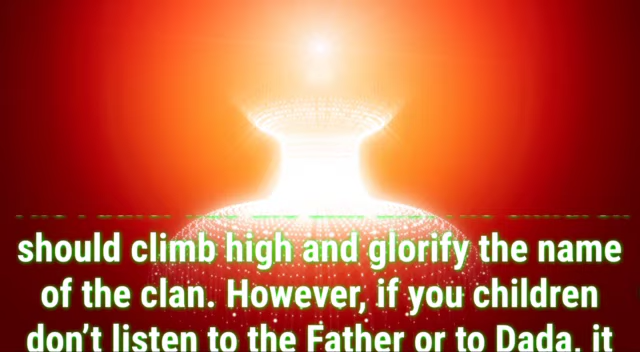 should climb high and glorify the name
of the clan. However, if you children
don't listen to the Father or to Dada, it